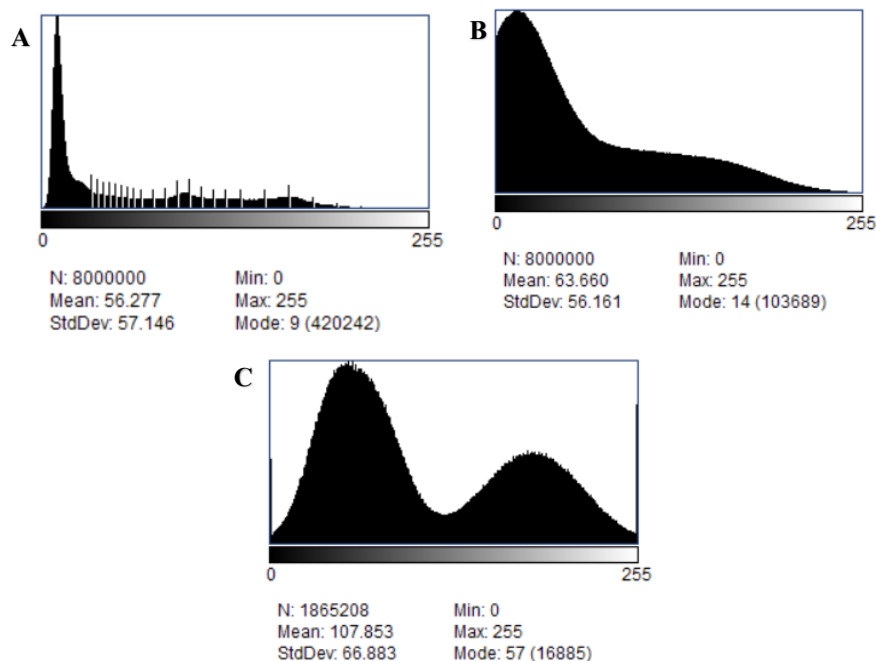 A
0 255
N: 8000000 Min: 0
Mean: 56.277 Max: 255
StdDev: 57.146 Mode: 9 (420242)
B
0 255
N: 8000000 Min: 0
Mean: 63.660 Max: 255
StdDev: 56.161 Mode: 14 (103689)
C
0 255
N: 1865208 Min: 0
Mean: 107.853 Max: 255
StdDev: 66.883 Mode: 57 (16885)